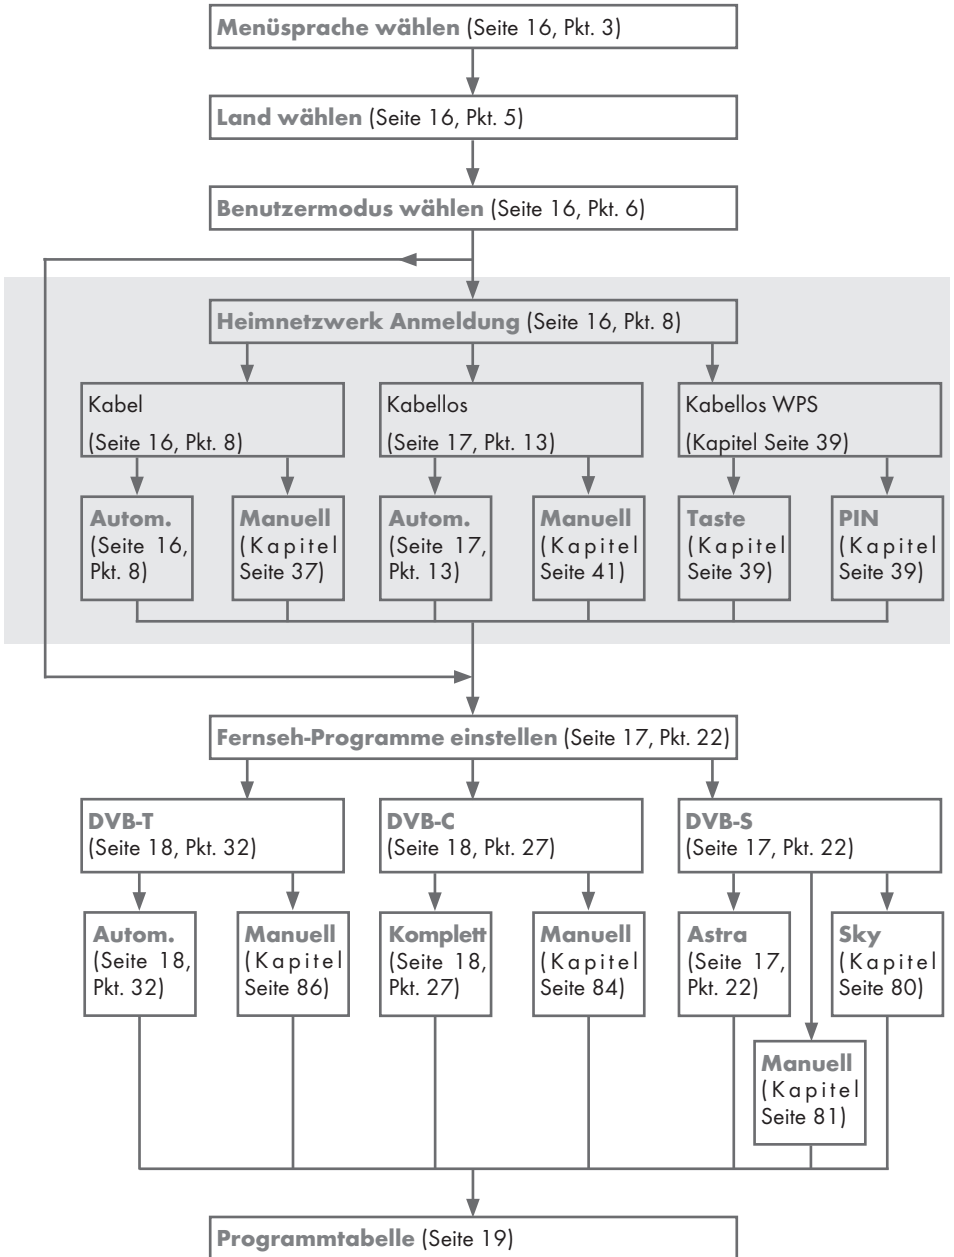 Menüsprache wählen (Seite 16, Pkt. 3)
Land wählen (Seite 16, Pkt. 5)
Benutzermodus wählen (Seite 16, Pkt. 6)
Heimnetzwerk Anmeldung (Seite 16, Pkt. 8)
Kabel
(Seite 16, Pkt. 8)
Kabellos
(Seite 17, Pkt. 13)
Kabellos WPS
(Kapitel Seite 39)
Autom.
(Seite 16,
Pkt. 8)
Manuell
(Kapitel
Seite 37)
Autom.
(Seite 17,
Pkt. 13)
Manuell
(Kapitel
Seite 41)
Taste
(Kapitel
Seite 39)
PIN
(Kapitel
Seite 39)
Fernseh-Programme einstellen (Seite 17, Pkt. 22)
DVB-T
(Seite 18, Pkt. 32)
DVB-C
(Seite 18, Pkt. 27)
DVB-S
(Seite 17, Pkt. 22)
Autom.
(Seite 18,
Pkt. 32)
Manuell
(Kapitel
Seite 86)
Komplett
(Seite 18,
Pkt. 27)
Manuell
(Kapitel
Seite 84)
Astra
(Seite 17,
Pkt. 22)
Sky
(Kapitel
Seite 80)
Manuell
(Kapitel
Seite 81)
Programmtabelle (Seite 19)